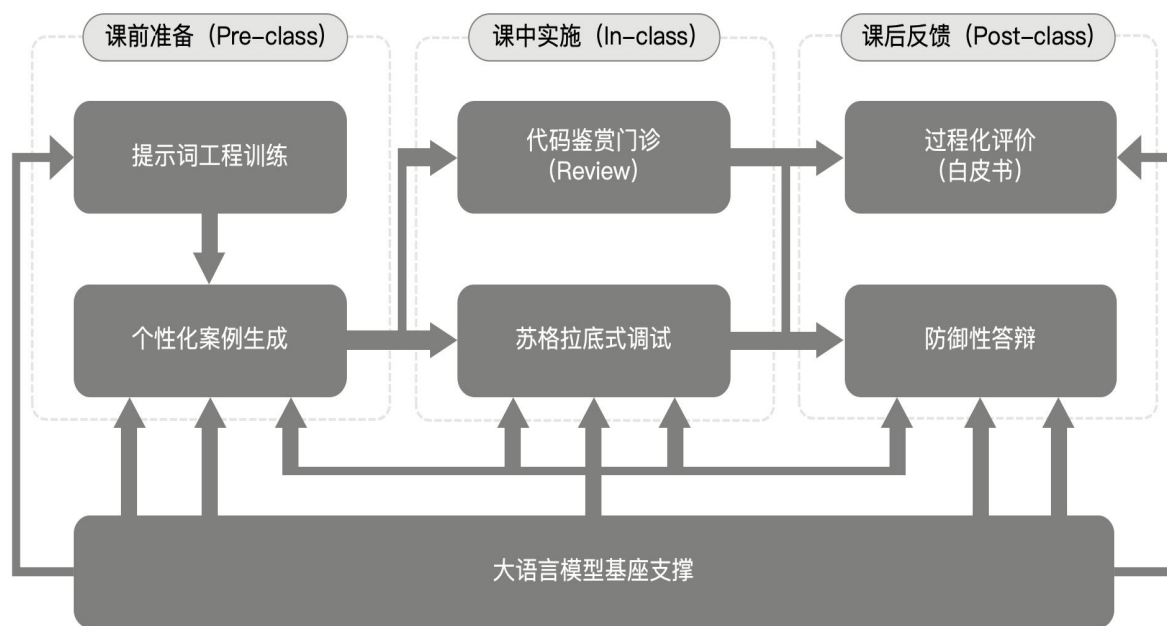 课前准备（Pre-class）
课中实施（In-class）
课后反馈（Post-class）
提示词工程训练
代码鉴赏门诊
（Review）
过程化评价
（白皮书）
个性化案例生成
苏格拉底式调试
防御性答辩
大语言模型基座支撑